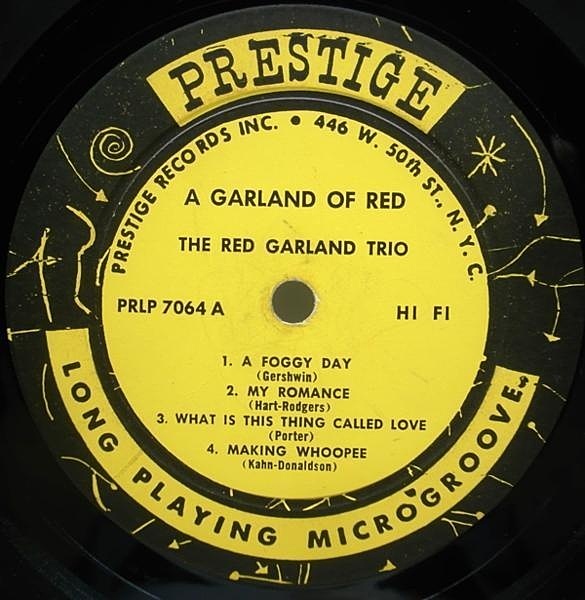 PRESTIGE
PRESTIGE RECORDS INC. • 446 W. 50th ST., N.Y.C.
A GARLAND OF RED
THE RED GARLAND TRIO
PRLP 7064 A HI FI
1. A FOGGY DAY
(Gershwin)
2. MY ROMANCE
(Hart-Rodgers)
3. WHAT IS THIS THING CALLED LOVE
(Porter)
4. MAKING WHOOPEE
(Kahn-Donaldson)
LONG PLAYING MICROGROOVE